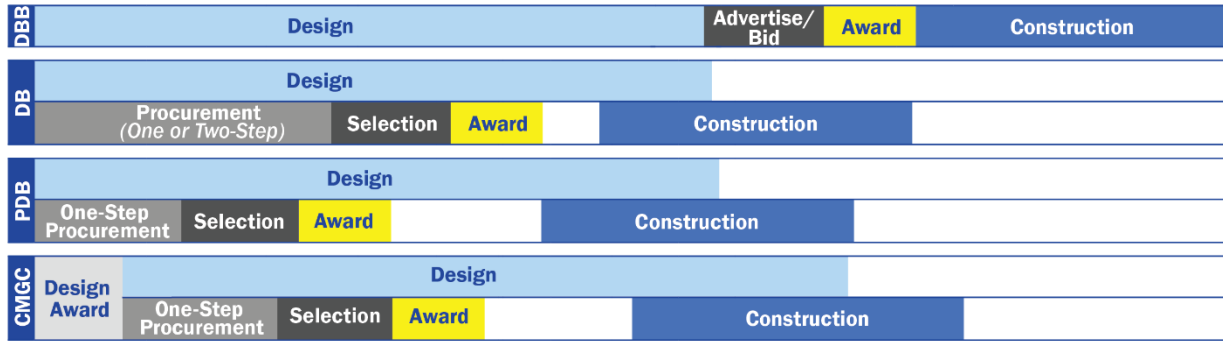 DBB
Design
Advertise/
Bid
Award
Construction
DB
Design
Procurement
(One or Two-Step)
Selection
Award
Construction
PDB
Design
One-Step
Procurement
Selection
Award
Construction
CMGC
Design
Award
Design
One-Step
Procurement
Selection
Award
Construction